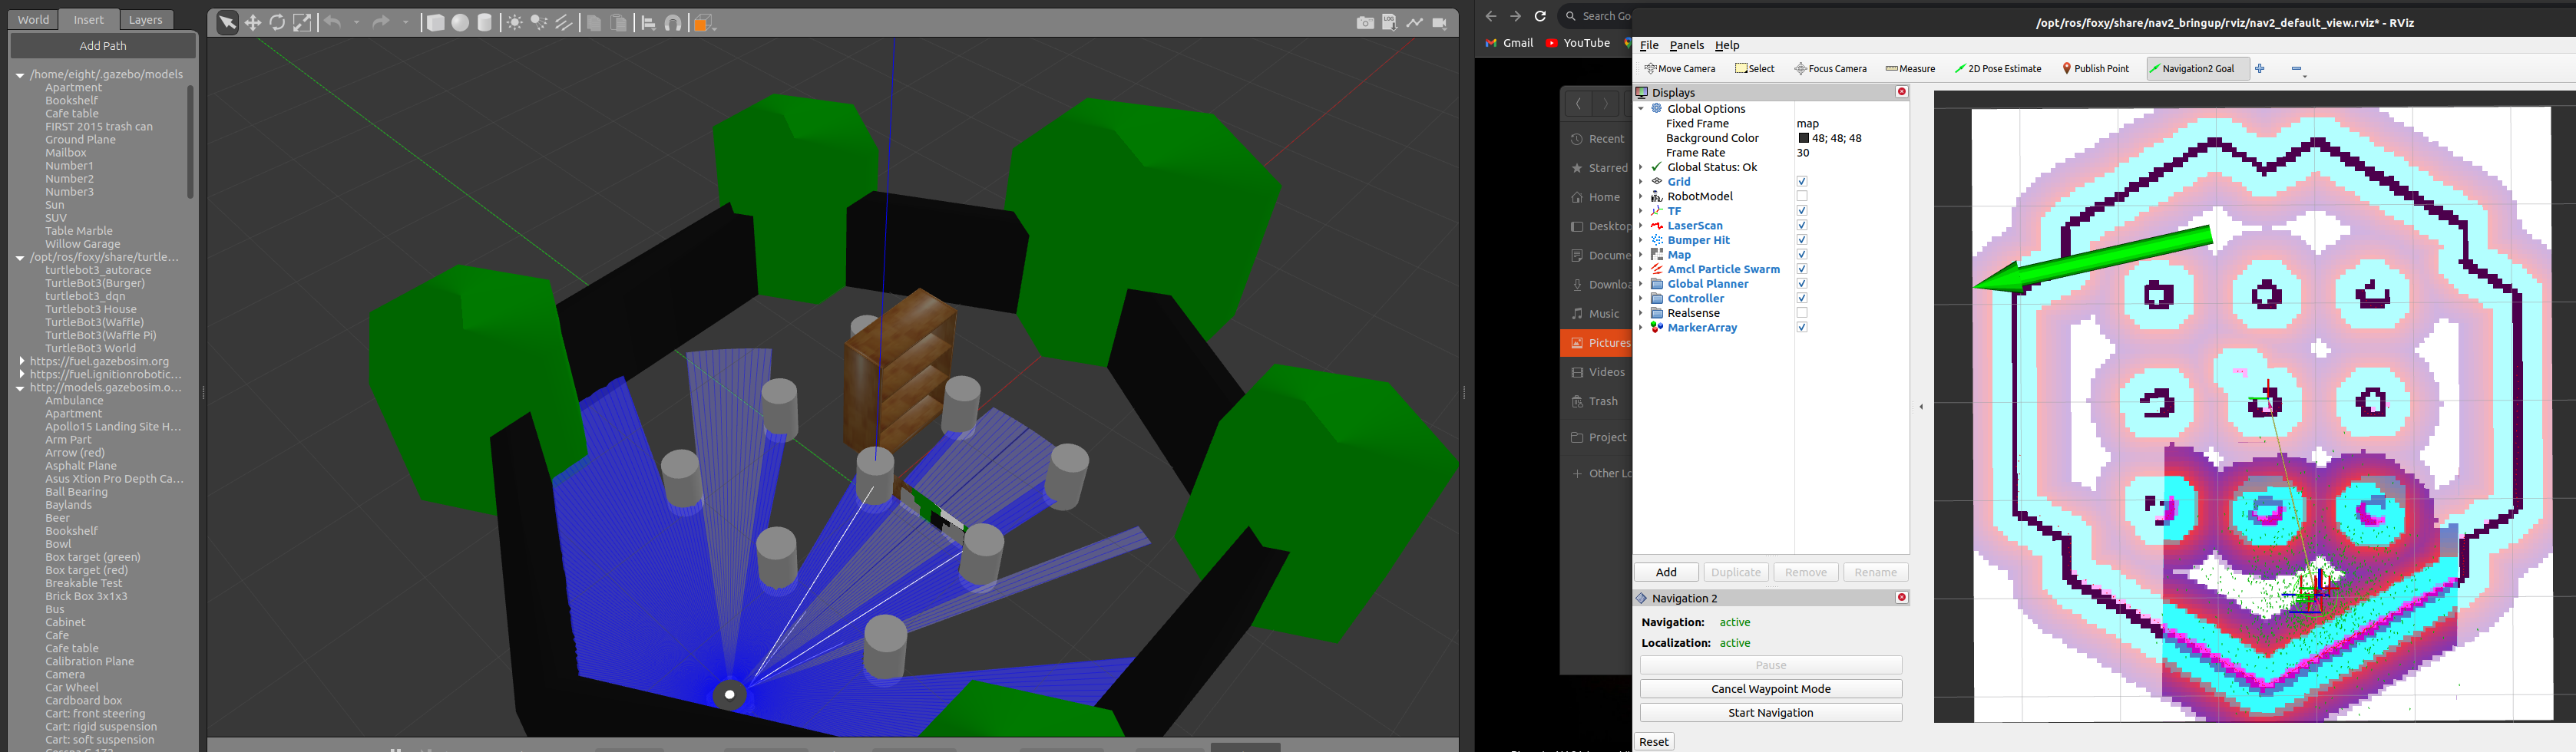 World Insert Layers
Add Path
/home/eight/.gazebo/models
Apartment
Bookshelf
Cafe table
FIRST 2015 trash can
Ground Plane
Mailbox
Number1
Number2
Number3
Sun
SUV
Table Marble
Willow Garage
/opt/ros/foxy/share/turtle...
turtlebot3_autorace
TurtleBot3(Burger)
turtlebot3_dqn
Turtlebot3 House
TurtleBot3(Waffle)
TurtleBot3(Waffle Pi)
TurtleBot3 World
https://fuel.gazebosim.org
https://fuel.ignitionrobotic...
http://models.gazebosim.o...
Ambulance
Apartment
Apollo15 Landing Site H...
Arm Part
Arrow (red)
Asphalt Plane
Asus Xtion Pro Depth Ca...
Ball Bearing
Baylands
Beer
Bookshelf
Bowl
Box target (green)
Box target (red)
Breakable Test
Brick Box 3x1x3
Bus
Cabinet
Cafe
Cafe table
Calibration Plane
Camera
Car Wheel
Cardboard box
Cart: front steering
Cart: rigid suspension
Cart: soft suspension
LOG
Search Go
Gmail YouTube
Recent
Starred
Home
Desktop
Docume
Downloa
Music
Pictures
Videos
Trash
Project
Other Lo
/opt/ros/foxy/share/nav2_bringup/rviz/nav2_default_view.rviz* - RViz
File Panels Help
Move Camera Select Focus Camera Measure 2D Pose Estimate Publish Point Navigation2 Goal
Displays
Global Options
Fixed Frame map
Background Color 48; 48; 48
Frame Rate 30
Global Status: Ok
Grid
RobotModel
TF
LaserScan
Bumper Hit
Map
Amcl Particle Swarm
Global Planner
Controller
Realsense
MarkerArray
Add Duplicate Remove Rename
Navigation 2
Navigation: active
Localization: active
Pause
Cancel Waypoint Mode
Start Navigation
Reset